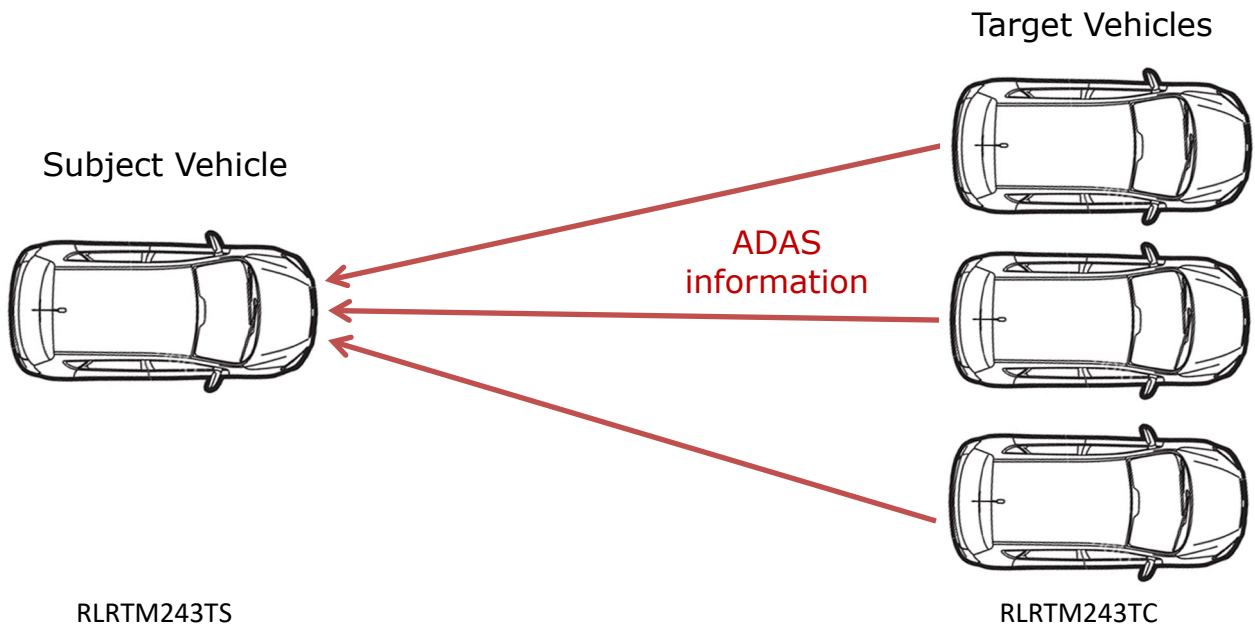 Target Vehicles
Subject Vehicle
ADAS
information
RLRTM243TS
RLRTM243TC